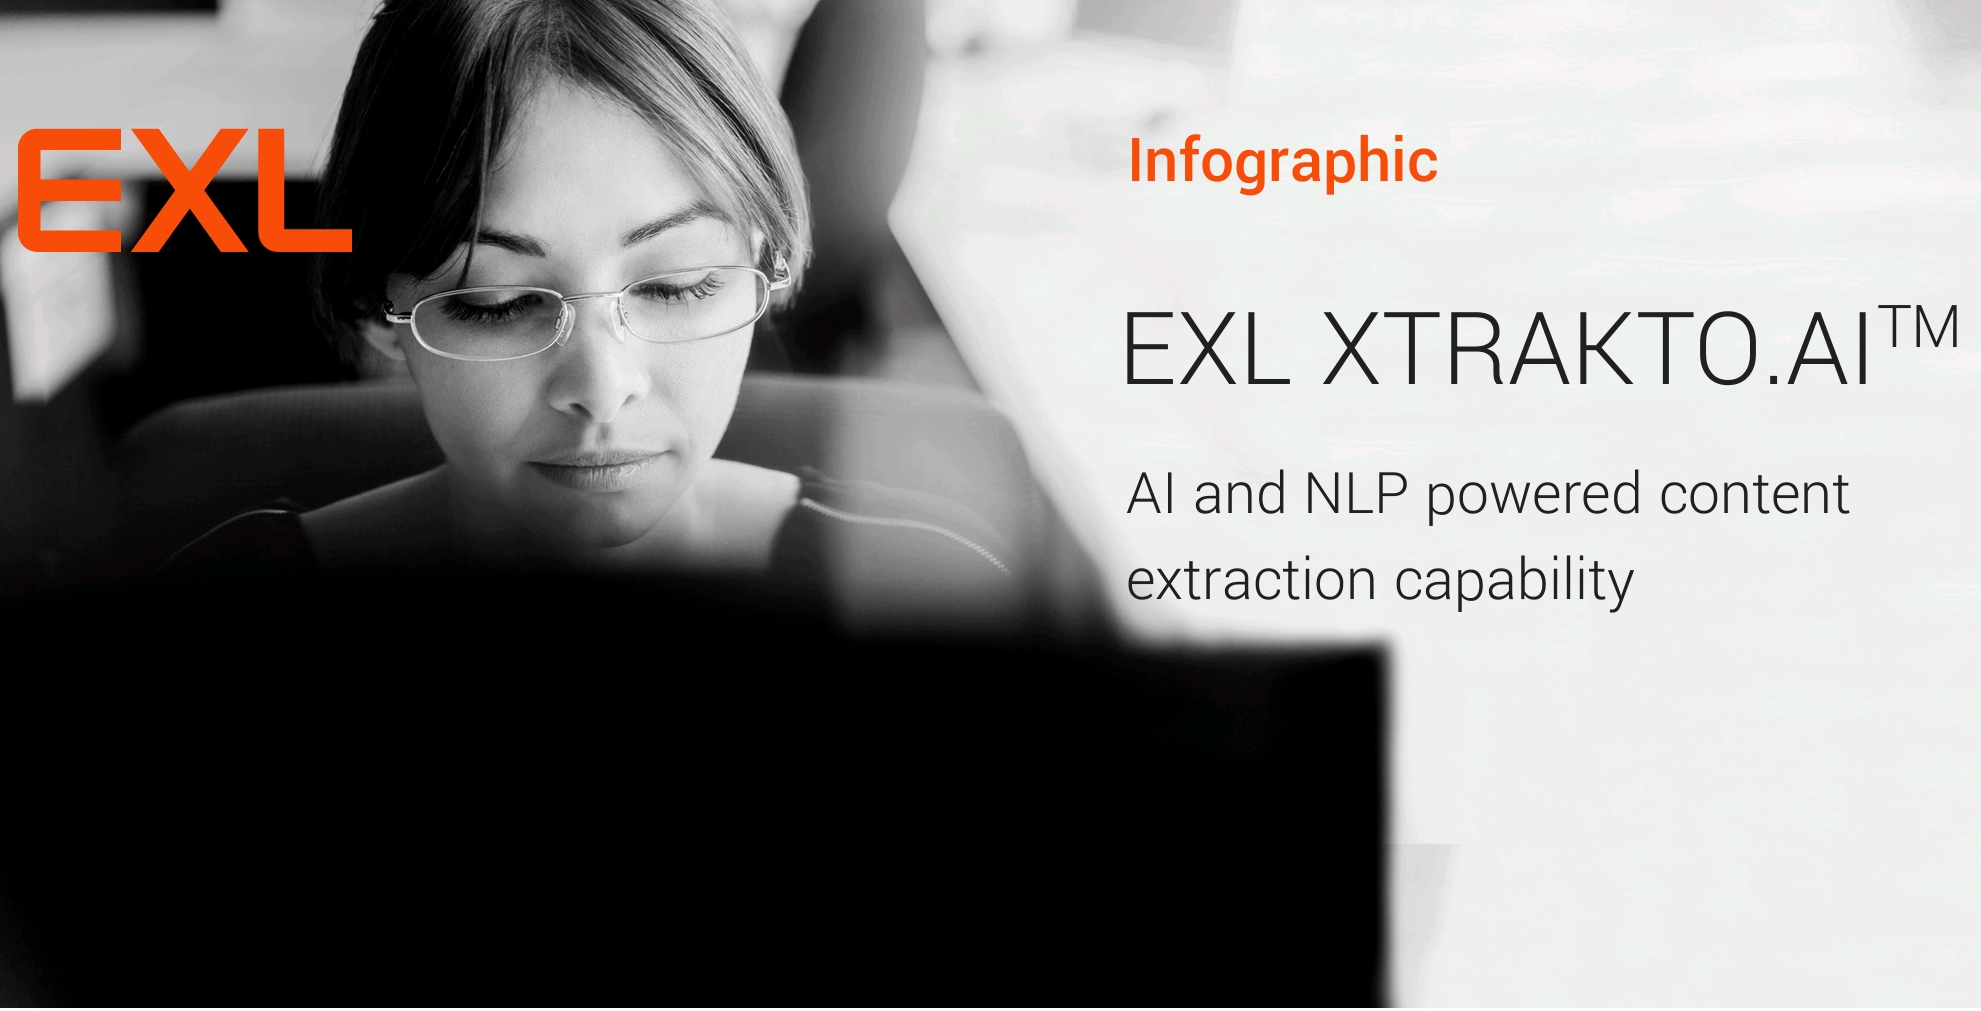 EXL
Infographic
EXL XTRAKTO.AI™
AI and NLP powered content
extraction capability